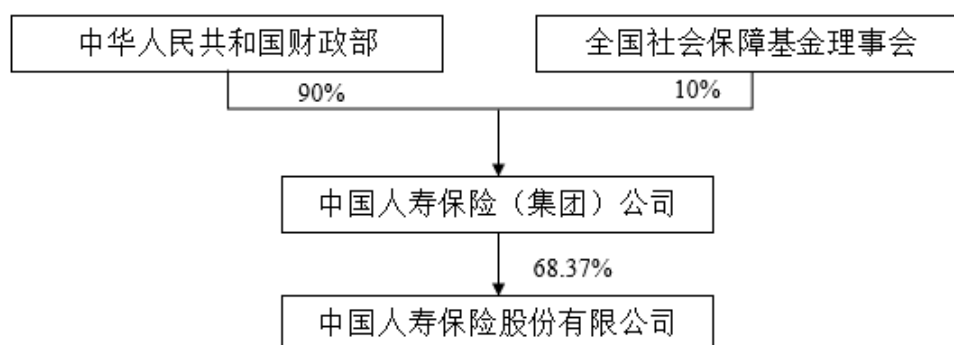 中华人民共和国财政部
全国社会保障基金理事会
90%
10%
中国人寿保险（集团）公司
68.37%
中国人寿保险股份有限公司